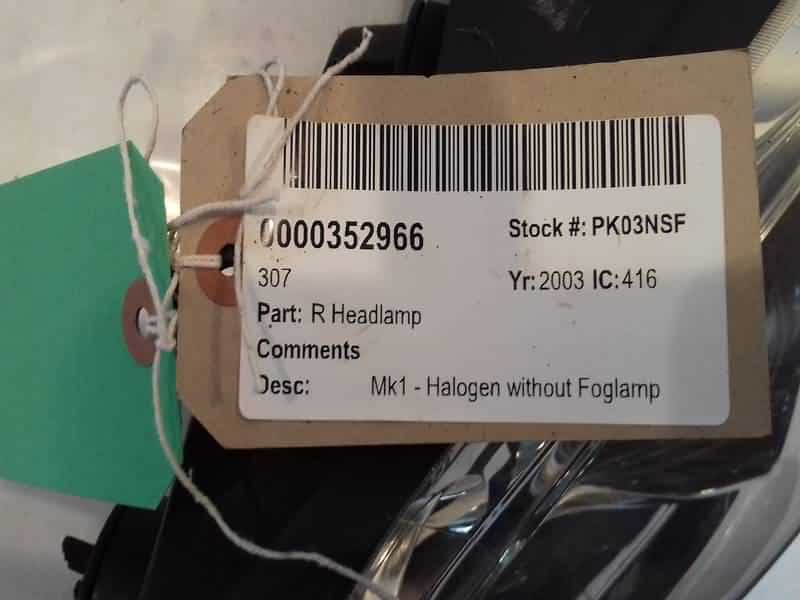 0000352966 Stock #: PK03NSF
307 Yr: 2003 IC: 416
Part: R Headlamp
Comments
Desc: Mk1 - Halogen without Foglamp